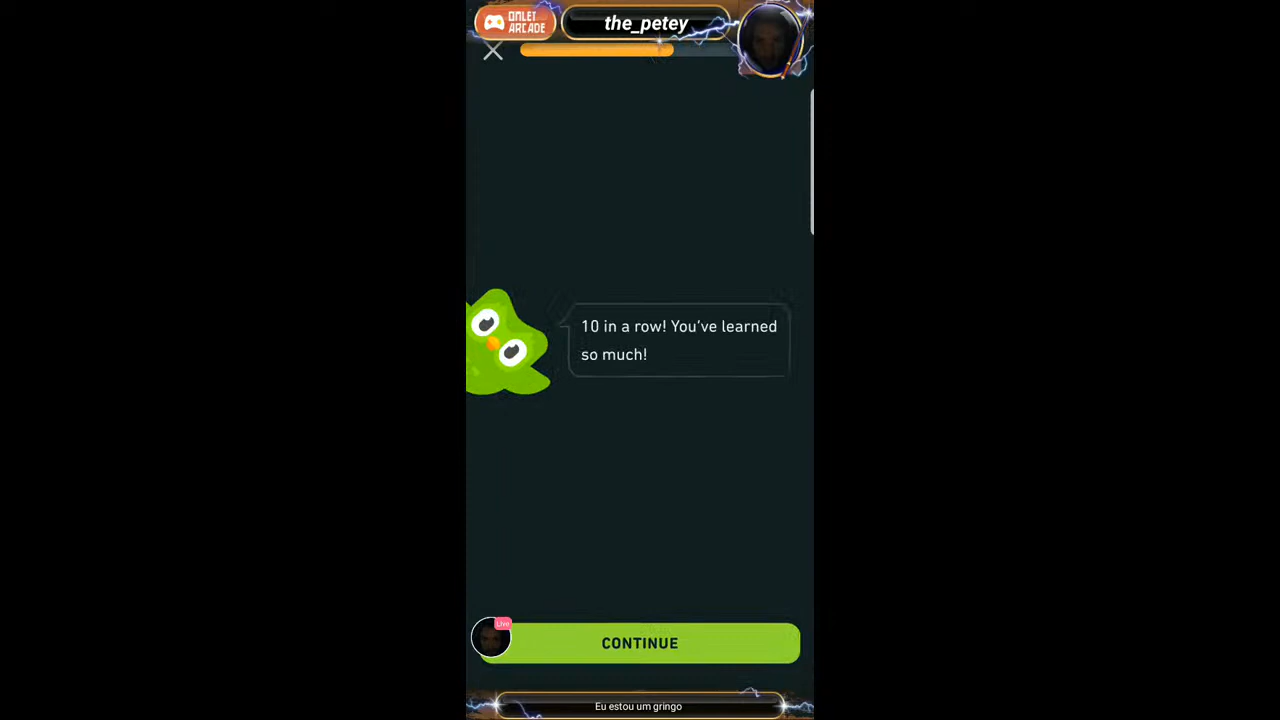 OMLET
ARCADE
the_petey
10 in a row! You've learned
so much!
Live
CONTINUE
Eu estou um gringo